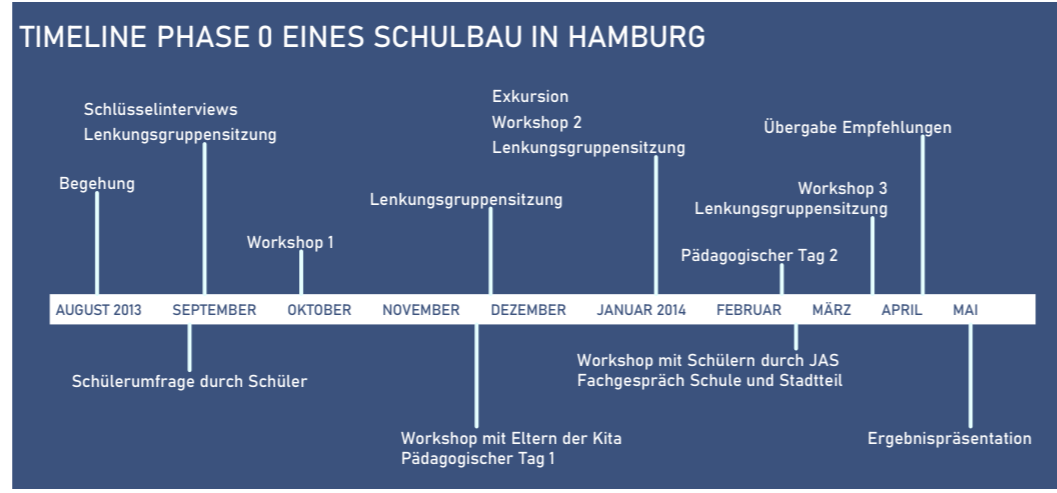 TIMELINE PHASE 0 EINES SCHULBAU IN HAMBURG
Schlüsselinterviews
Lenkungsgruppensitzung
Exkursion
Workshop 2
Lenkungsgruppensitzung
Übergabe Empfehlungen
Begehung
Lenkungsgruppensitzung
Workshop 3
Lenkungsgruppensitzung
Workshop 1
Pädagogischer Tag 2
AUGUST 2013 SEPTEMBER OKTOBER NOVEMBER DEZEMBER JANUAR 2014 FEBRUAR MÄRZ APRIL MAI
Schülerumfrage durch Schüler
Workshop mit Schülern durch JAS
Fachgespräch Schule und Stadtteil
Workshop mit Eltern der Kita
Pädagogischer Tag 1
Ergebnispräsentation